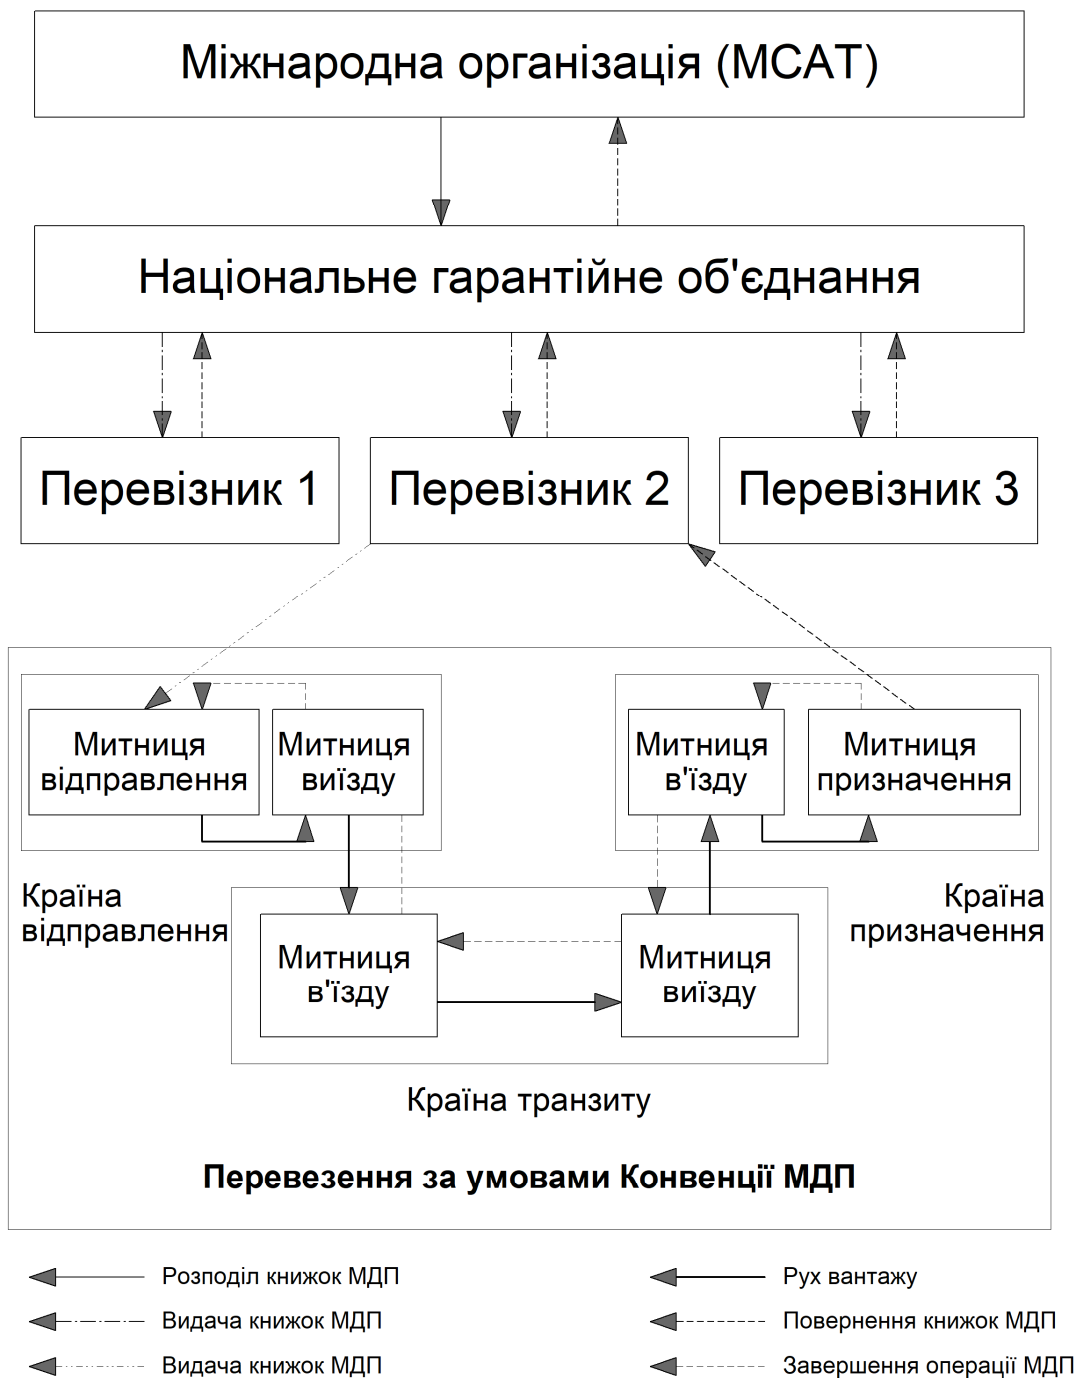 Міжнародна організація (МСАТ)
Національне гарантійне об'єднання
Перевізник 1
Перевізник 2
Перевізник 3
Митниця
відправлення
Митниця
виїзду
Митниця
в'їзду
Митниця
призначення
Країна
відправлення
Країна
призначення
Митниця
в'їзду
Митниця
виїзду
Країна транзиту
Перевезення за умовами Конвенції МДП
Розподіл книжок МДП
Видача книжок МДП
Видача книжок МДП
Рух вантажу
Повернення книжок МДП
Завершення операції МДП